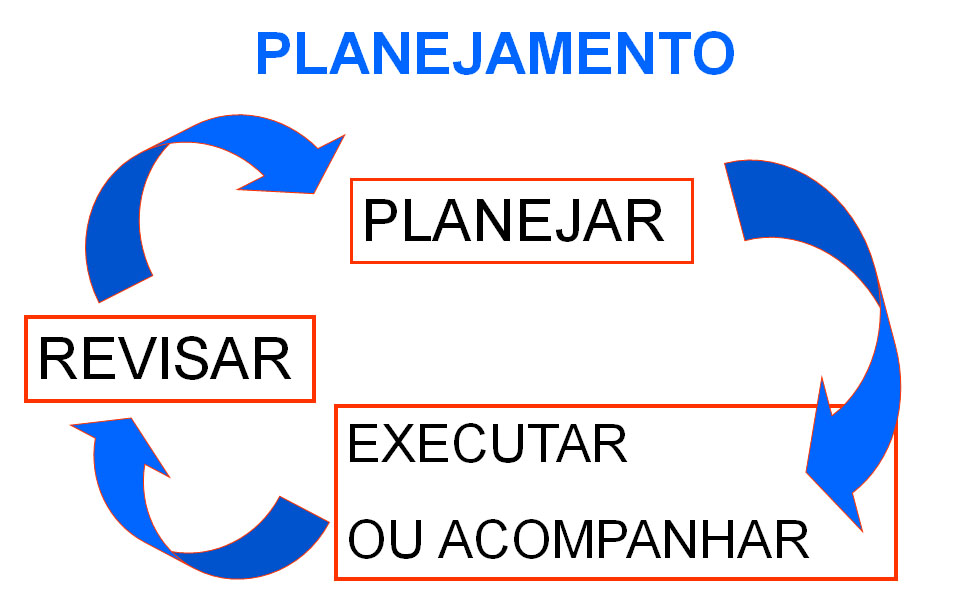 PLANEJAMENTO
PLANEJAR
REVISAR
EXECUTAR
OU ACOMPANHAR